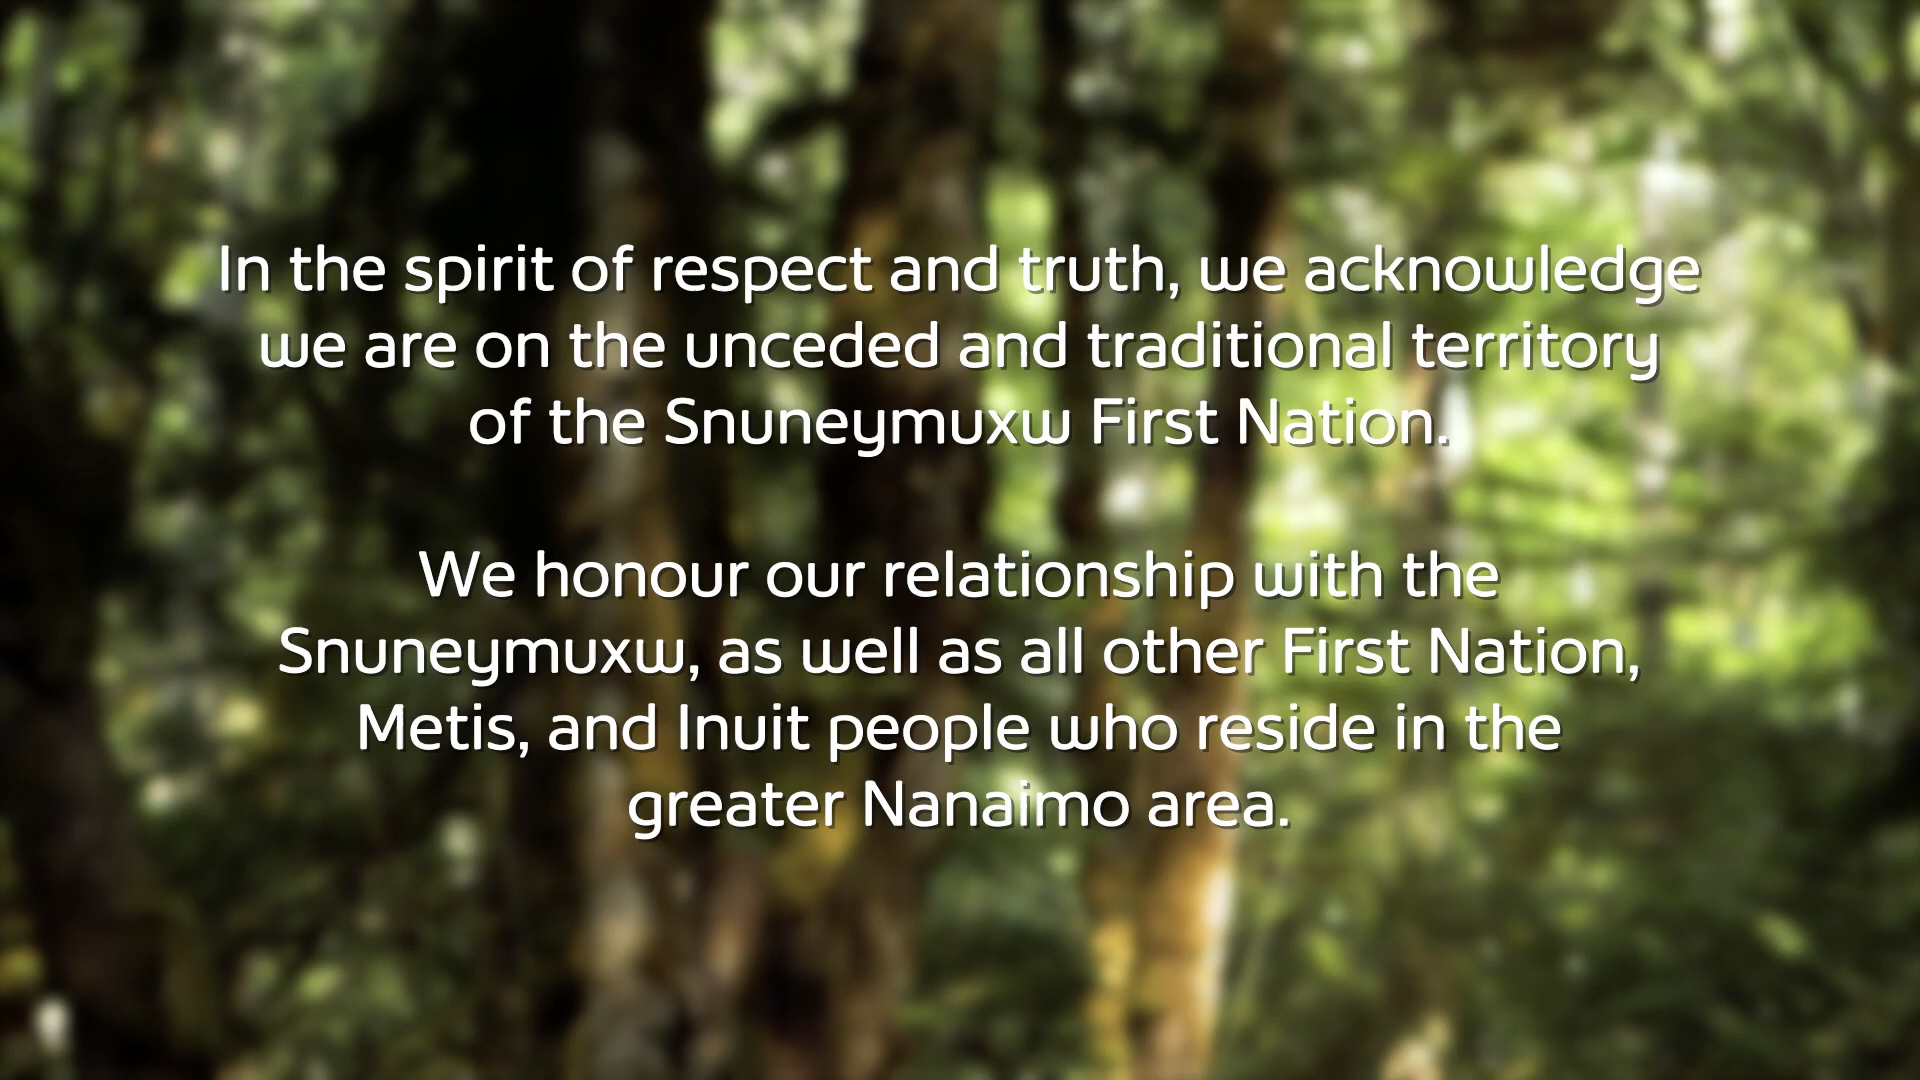 In the spirit of respect and truth, we acknowledge
we are on the unceded and traditional territory
of the Snuneymuxw First Nation.
We honour our relationship with the
Snuneymuxw, as well as all other First Nation,
Metis, and Inuit people who reside in the
greater Nanaimo area.